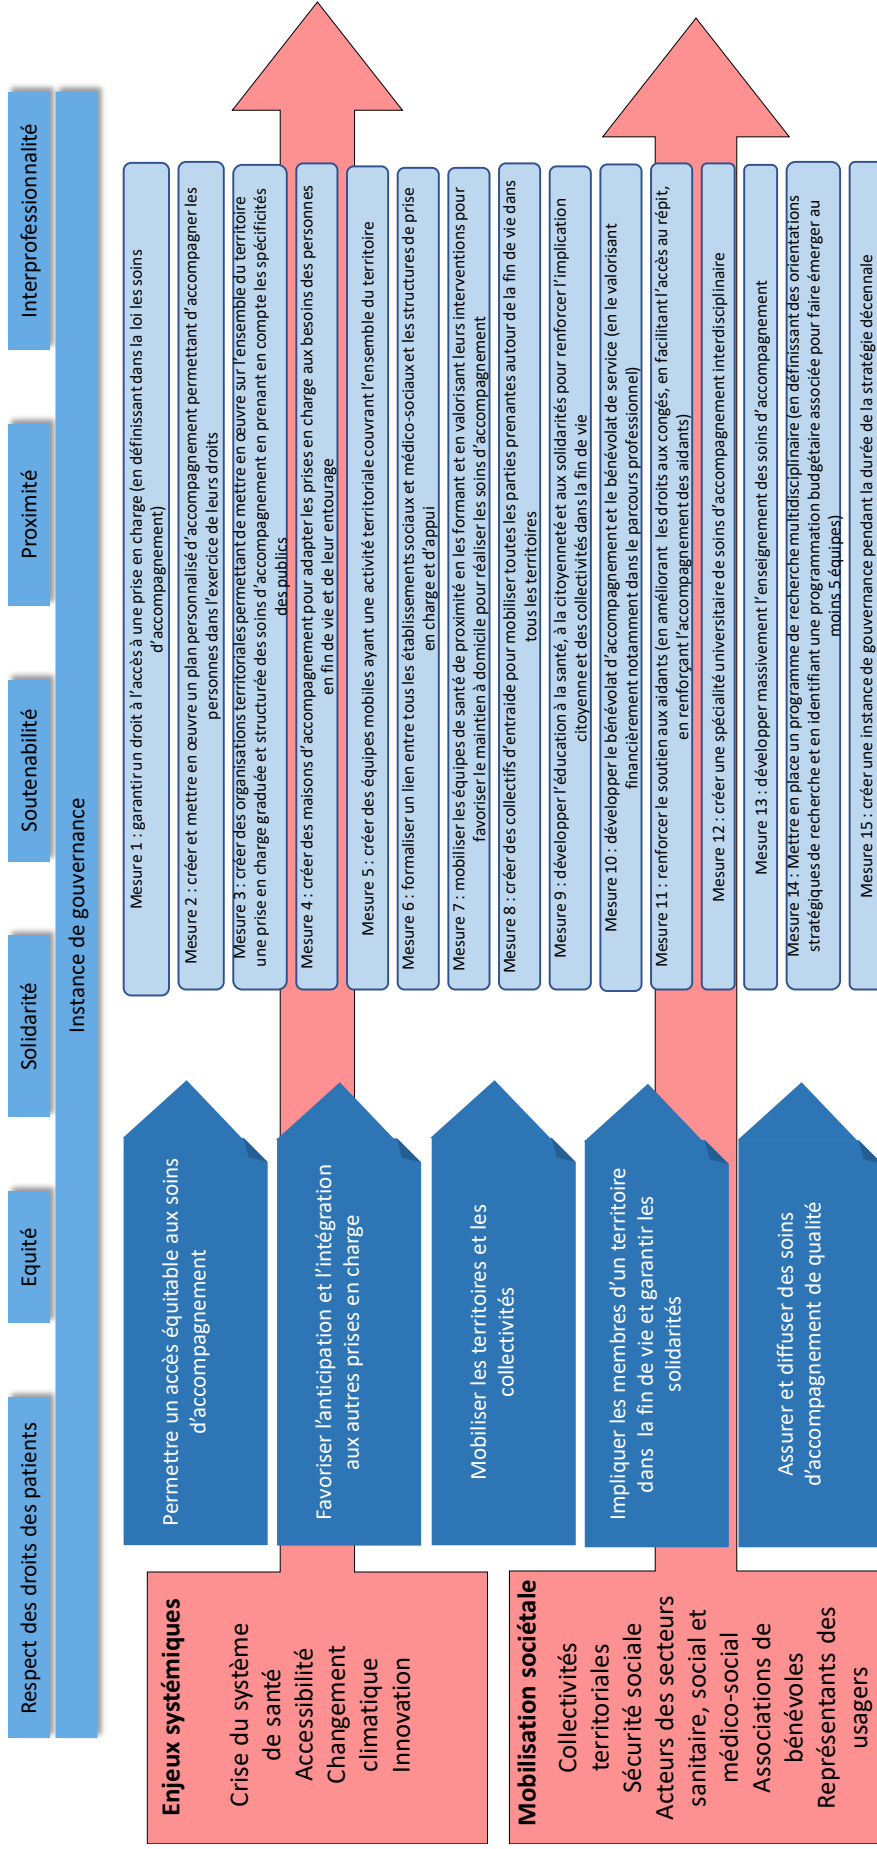 Respect des droits des patients
Equité
Solidarité
Soutenabilité
Proximité
Interprofessionnalité
Instance de gouvernance
Enjeux systémiques
Crise du système
de santé
Accessibilité
Changement
climatique
Innovation
Mobilisation sociétale
Collectivités
territoriales
Sécurité sociale
Acteurs des secteurs
sanitaire, social et
médico-social
Associations de
bénévoles
Représentants des
usagers
Permettre un accès équitable aux soins
d'accompagnement
Favoriser l'anticipation et l'intégration
aux autres prises en charge
Mobiliser les territoires et les
collectivités
Impliquer les membres d'un territoire
dans la fin de vie et garantir les
solidarités
Assurer et diffuser des soins
d'accompagnement de qualité
Mesure 1 : garantir un droit à l'accès à une prise en charge (en définissant dans la loi les soins
d'accompagnement)
Mesure 2 : créer et mettre en œuvre un plan personnalisé d'accompagnement permettant d'accompagner les
personnes dans l'exercice de leurs droits
Mesure 3 : créer des organisations territoriales permettant de mettre en œuvre sur l'ensemble du territoire
une prise en charge graduée et structurée des soins d'accompagnement en prenant en compte les spécificités
des publics
Mesure 4 : créer des maisons d'accompagnement pour adapter les prises en charge aux besoins des personnes
en fin de vie et de leur entourage
Mesure 5 : créer des équipes mobiles ayant une activité territoriale couvrant l'ensemble du territoire
Mesure 6 : formaliser un lien entre tous les établissements sociaux et médico-sociaux et les structures de prise
en charge et d'appui
Mesure 7 : mobiliser les équipes de santé de proximité en les formant et en valorisant leurs interventions pour
favoriser le maintien à domicile pour réaliser les soins d'accompagnement
Mesure 8 : créer des collectifs d'entraide pour mobiliser toutes les parties prenantes autour de la fin de vie dans
tous les territoires
Mesure 9 : développer l'éducation à la santé, à la citoyenneté et aux solidarités pour renforcer l'implication
citoyenne et des collectivités dans la fin de vie
Mesure 10 : développer le bénévolat d'accompagnement et le bénévolat de service (en le valorisant
financièrement notamment dans le parcours professionnel)
Mesure 11 : renforcer le soutien aux aidants (en améliorant les droits aux congés, en facilitant l'accès au répit,
en renforçant l'accompagnement des aidants)
Mesure 12 : créer une spécialité universitaire de soins d'accompagnement interdisciplinaire
Mesure 13 : développer massivement l'enseignement des soins d'accompagnement
Mesure 14 : Mettre en place un programme de recherche multidisciplinaire (en définissant des orientations
stratégiques de recherche et en identifiant une programmation budgétaire associée pour faire émerger au
moins 5 équipes)
Mesure 15 : créer une instance de gouvernance pendant la durée de la stratégie décennale